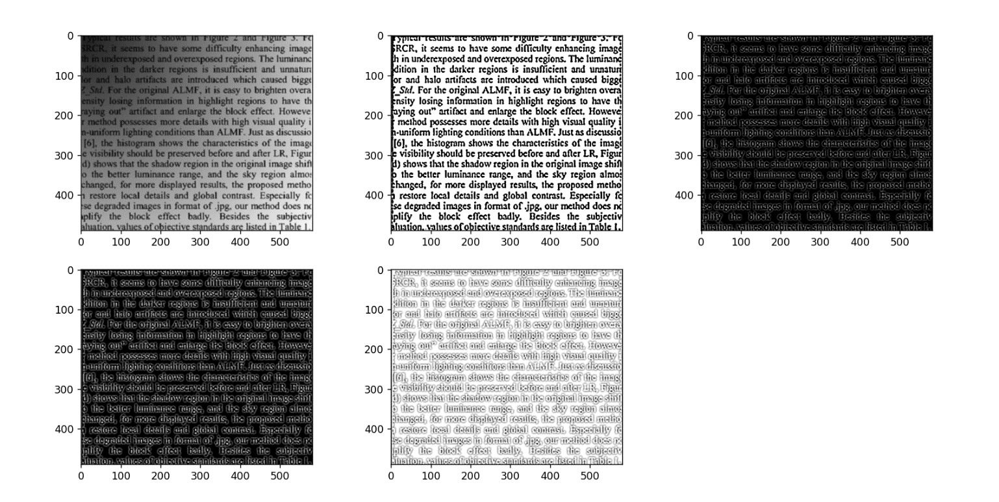 0
100
200
300
400
Typical results are shown in Figure 2 and Figure 3. Fo
SRCR, it seems to have some difficulty enhancing image
h in underexposed and overexposed regions. The luminanc
dition in the darker regions is insufficient and unnatura
or and halo artifacts are introduced which caused bigge
Z_Std. For the original ALMF, it is easy to brighten overa
ensity losing information in highlight regions to have th
raying out" artifact and enlarge the block effect. Howeve
r method possesses more details with high visual quality i
n-uniform lighting conditions than ALMF. Just as discussio
[6], the histogram shows the characteristics of the image
e visibility should be preserved before and after LR, Figur
d) shows that the shadow region in the original image shift
o the better luminance range, and the sky region almos
changed, for more displayed results, the proposed metho
n restore local details and global contrast. Especially fo
se degraded images in format of .jpg, our method does no
nplify the block effect badly. Besides the subjectiv
aluation, values of objective standards are listed in Table 1.
0 100 200 300 400 500
0
100
200
300
400
Typical results are shown in Figure 2 and Figure 3. Fo
SRCR, it seems to have some difficulty enhancing image
h in underexposed and overexposed regions. The luminanc
dition in the darker regions is insufficient and unnatura
or and halo artifacts are introduced which caused bigge
Z_Std. For the original ALMF, it is easy to brighten overa
ensity losing information in highlight regions to have th
aying out" artifact and enlarge the block effect. Howeve
r method possesses more details with high visual quality i
n-uniform lighting conditions than ALMF. Just as discussio
[6], the histogram shows the characteristics of the imag
e visibility should be preserved before and after LR, Figur
d) shows that the shadow region in the original image shift
o the better luminance range, and the sky region almos
changed, for more displayed results, the proposed metho
n restore local details and global contrast. Especially fo
se degraded images in format of .jpg, our method does no
nplify the block effect badly. Besides the subjectiv
aluation, values of objective standards are listed in Table 1.
0 100 200 300 400 500
0
100
200
300
400
Typical results are shown in Figure 2 and Figure 3. Fo
RCR, it seems to have some difficulty enhancing image
h in underexposed and overexposed regions. The luminanc
dition in the darker regions is insufficient and unnatur
or and halo artifacts are introduced which caused bigge
Z_Std. For the original ALMF, it is easy to brighten overa
nsity losing information in highlight regions to have th
aying out" artifact and enlarge the block effect. Howeve
method possesses more details with high visual quality i
n-uniform lighting conditions than ALMF. Just as discussio
[6], the histogram shows the characteristics of the imag
e visibility should be preserved before and after LR, Figur
d) shows that the shadow region in the original image shift
o the better luminance range, and the sky region almos
changed, for more displayed results, the proposed metho
n restore local details and global contrast. Especially fo
se degraded images in format of .jpg, our method does no
plify the block effect badly. Besides the subjectiv
aluation, values of objective standards are listed in Table 1.
0 100 200 300 400 500
0
100
200
300
400
Typical results are shown in Figure 2 and Figure 3. Fo
RCR, it seems to have some difficulty enhancing image
h in underexposed and overexposed regions. The luminanc
dition in the darker regions is insufficient and unnatur
or and halo artifacts are introduced which caused bigge
Z_Std. For the original ALMF, it is easy to brighten overa
nsity losing information in highlight regions to have th
aying out" artifact and enlarge the block effect. Howeve
method possesses more details with high visual quality i
n-uniform lighting conditions than ALMF. Just as discussio
[6], the histogram shows the characteristics of the imag
e visibility should be preserved before and after LR, Figur
d) shows that the shadow region in the original image shift
o the better luminance range, and the sky region almos
changed, for more displayed results, the proposed metho
n restore local details and global contrast. Especially fo
se degraded images in format of .jpg, our method does no
plify the block effect badly. Besides the subjectiv
aluation, values of objective standards are listed in Table 1.
0 100 200 300 400 500
0
100
200
300
400
Typical results are shown in Figure 2 and Figure 3. Fo
RCR, it seems to have some difficulty enhancing image
h in underexposed and overexposed regions. The luminanc
dition in the darker regions is insufficient and unnatur
or and halo artifacts are introduced which caused bigge
Z_Std. For the original ALMF, it is easy to brighten overa
nsity losing information in highlight regions to have th
aying out" artifact and enlarge the block effect. Howeve
method possesses more details with high visual quality i
n-uniform lighting conditions than ALMF. Just as discussio
[6], the histogram shows the characteristics of the imag
e visibility should be preserved before and after LR, Figur
d) shows that the shadow region in the original image shift
o the better luminance range, and the sky region almos
changed, for more displayed results, the proposed metho
n restore local details and global contrast. Especially fo
se degraded images in format of .jpg, our method does no
plify the block effect badly. Besides the subjectiv
aluation, values of objective standards are listed in Table 1.
0 100 200 300 400 500